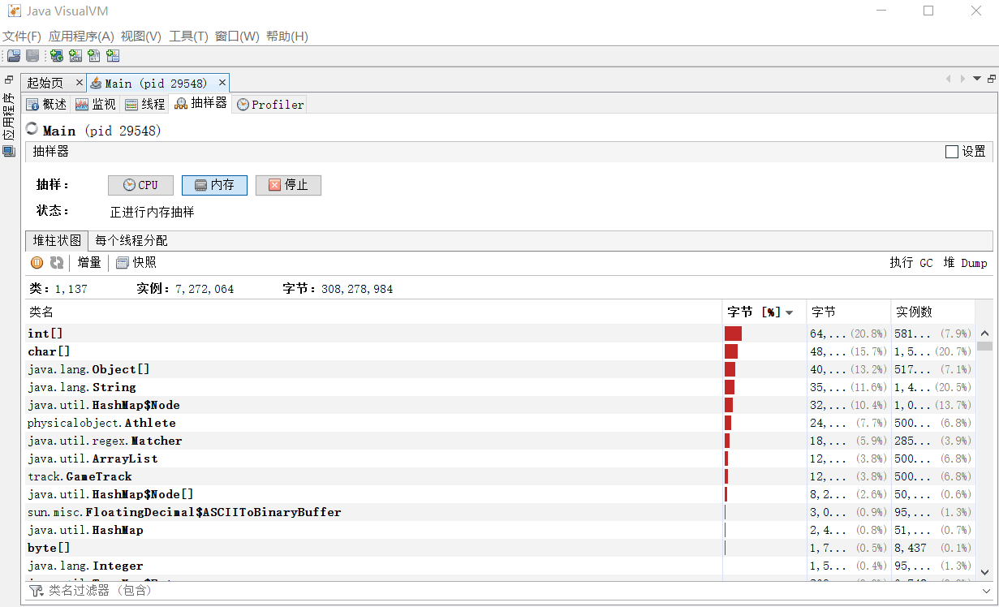 Java VisualVM
文件(F) 应用程序(A) 视图(V) 工具(T) 窗口(W) 帮助(H)
应用程序
起始页 Main (pid 29548)
概述 监视 线程 抽样器 Profiler
Main (pid 29548)
抽样器 设置
抽样： CPU 内存 停止
状态： 正进行内存抽样
堆柱状图 每个线程分配
增量 快照 执行 GC 堆 Dump
类：1,137 实例：7,272,064 字节：308,278,984
类名 字节 [%] 字节 实例数
int[] 64,... (20.8%) 581... (7.9%)
char[] 48,... (15.7%) 1,5... (20.7%)
java.lang.Object[] 40,... (13.2%) 517... (7.1%)
java.lang.String 35,... (11.6%) 1,4... (20.5%)
java.util.HashMap$Node 32,... (10.4%) 1,0... (13.7%)
physicalobject.Athlete 24,... (7.7%) 500... (6.8%)
java.util.regex.Matcher 18,... (5.9%) 285... (3.9%)
java.util.ArrayList 12,... (3.8%) 500... (6.8%)
track.GameTrack 12,... (3.8%) 500... (6.8%)
java.util.HashMap$Node[] 8,2... (2.6%) 50,... (0.6%)
sun.misc.FloatingDecimal$ASCIIToBinaryBuffer 3,0... (0.9%) 95,... (1.3%)
java.util.HashMap 2,4... (0.8%) 51,... (0.7%)
byte[] 1,7... (0.5%) 8,437 (0.1%)
java.lang.Integer 1,5... (0.4%) 95,... (1.3%)
类名过滤器 （包含）